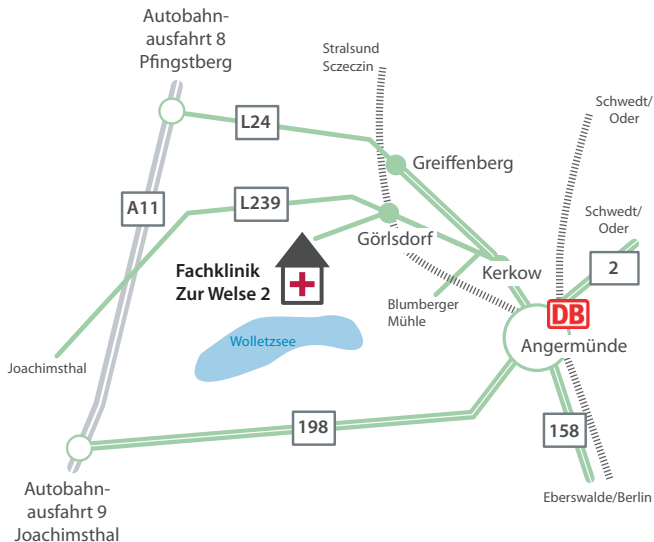 Autobahn-
ausfahrt 8
Pfingstberg
Stralsund
Sczeczin
Schwedt/
Oder
L24
Greiffenberg
A11
L239
Schwedt/
Oder
Görlsdorf
2
Fachklinik
Zur Welse 2
Kerkow
Blumberger
Mühle
DB
Wolletzsee
Angermünde
Joachimsthal
198
158
Autobahn-
ausfahrt 9
Joachimsthal
Eberswalde/Berlin